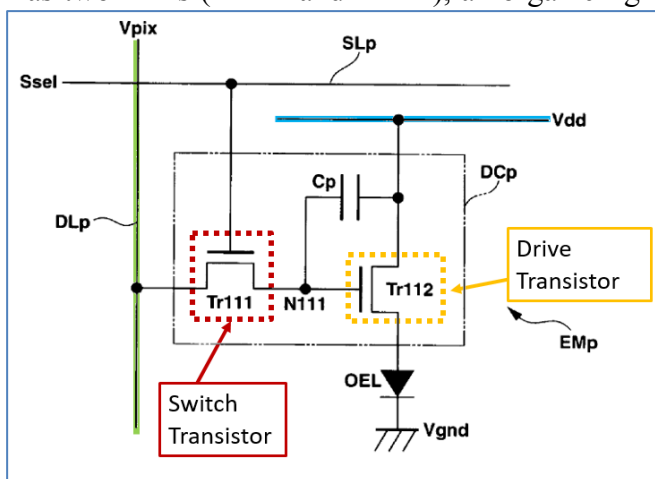 Vpix
SLp
Ssel
Vdd
Cp
DCp
DLp
Drive
Transistor
Tr111
N111
Tr112
EMp
OEL
Switch
Transistor
Vgnd